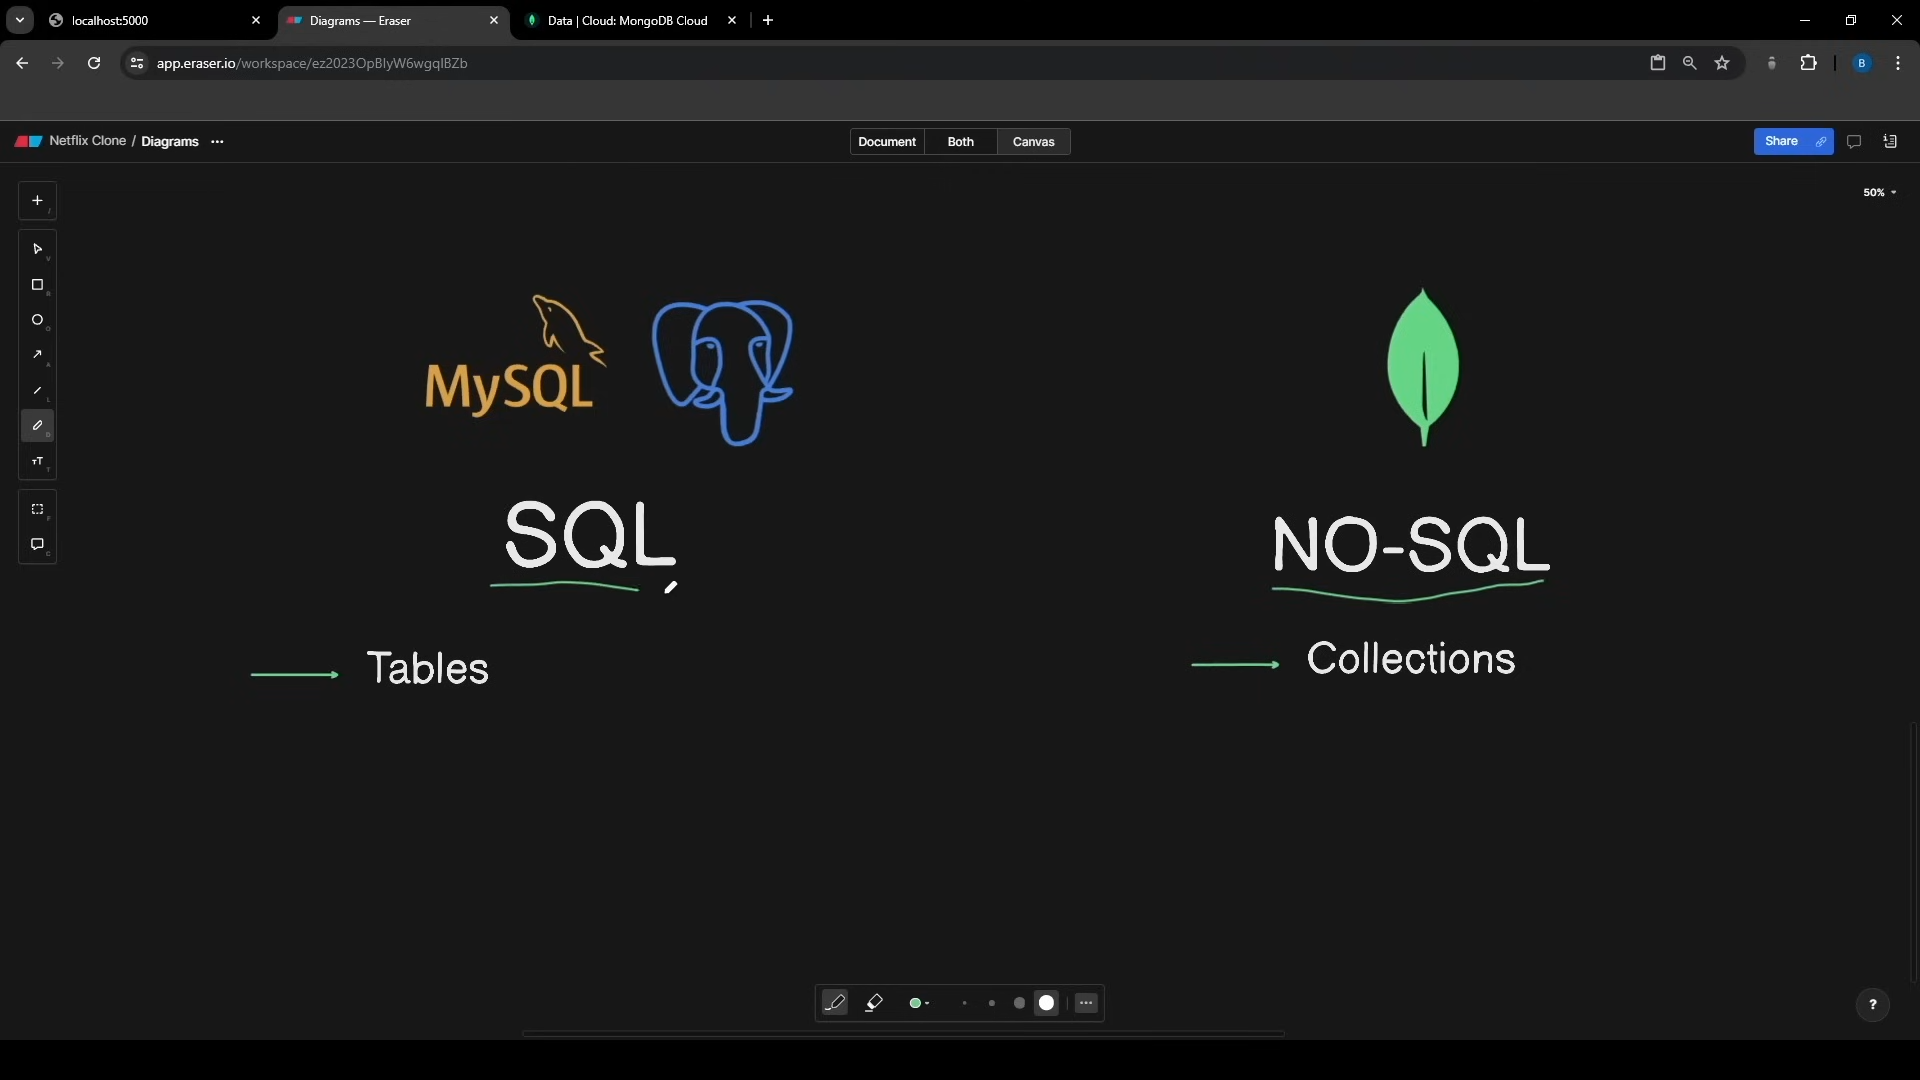 localhost:5000
Diagrams — Eraser
Data | Cloud: MongoDB Cloud
app.eraser.io/workspace/ez2023OpBlyW6wgqlBZb
B
Netflix Clone / Diagrams
Document Both Canvas
Share
50%
MySQL
SQL
NO-SQL
Tables
Collections
?